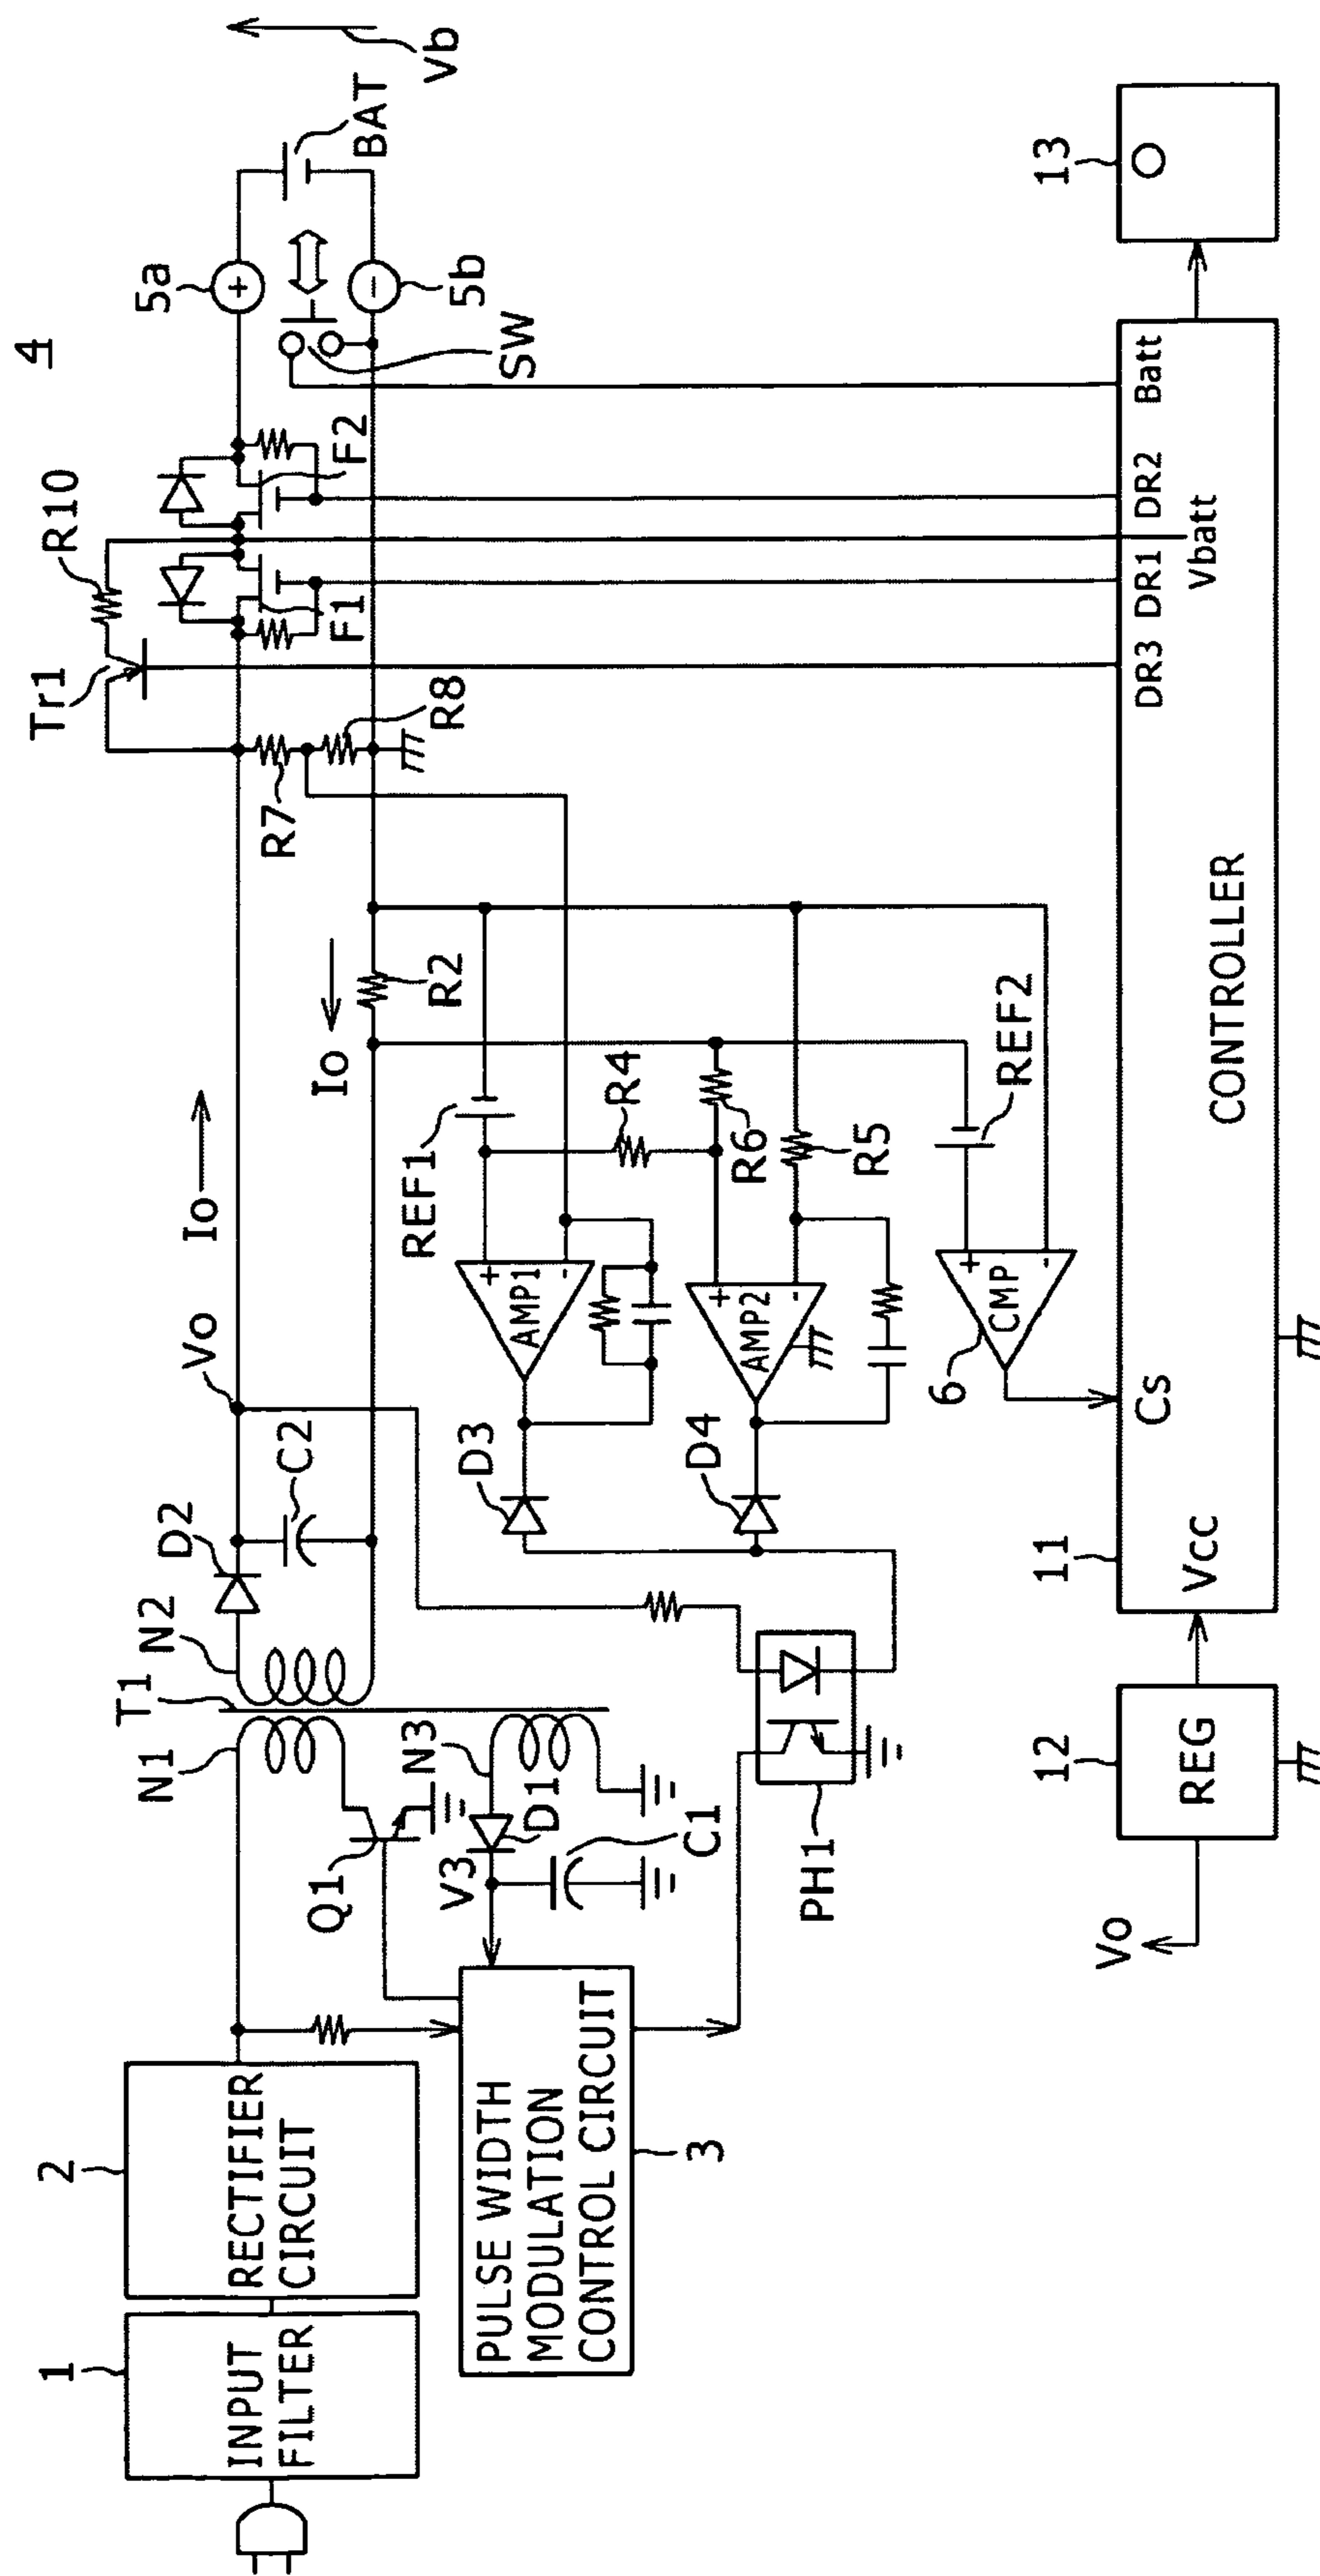 4
1
INPUT
FILTER
2
RECTIFIER
CIRCUIT
N1
T1
N2
D2
C2
Vo
Io
Tr1
R10
5a
+
BAT
Vb
Q1
N3
V3
D1
C1
PULSE WIDTH
MODULATION
CONTROL CIRCUIT
3
PH1
Io
R2
R7
R8
F1
F2
SW
5b
-
REF1
R4
D3
AMP1
+
-
D4
AMP2
+
-
R6
R5
REF2
6
CMP
+
-
Vo
12
REG
11
Vcc
Cs
CONTROLLER
DR3
DR1
Vbatt
DR2
Batt
13